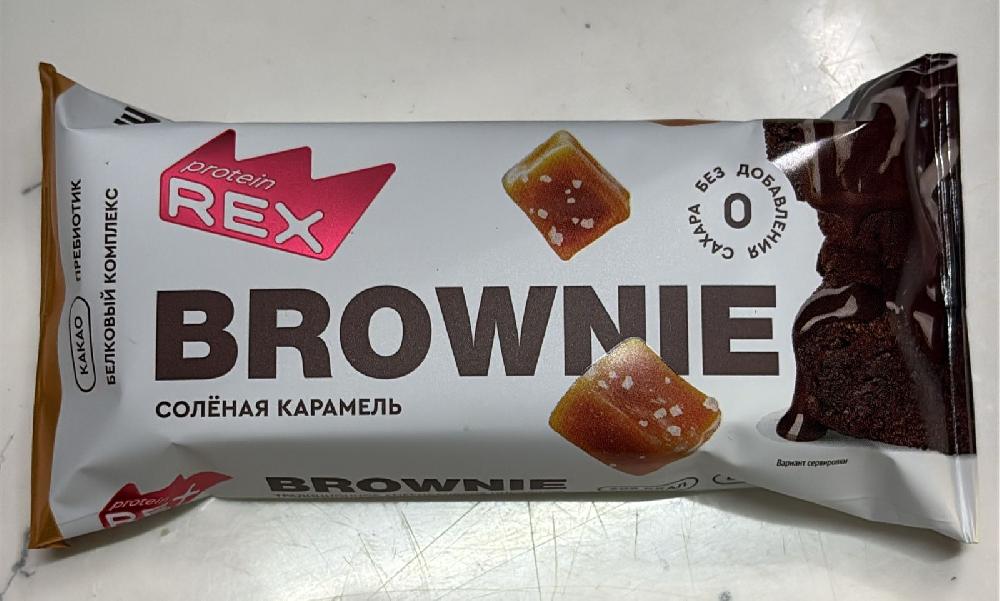 protein
REX
БЕЗ ДОБАВЛЕНИЯ САХАРА
0
BROWNIE
СОЛЁНАЯ КАРАМЕЛЬ
Вариант сервировки
КАКАО ПРЕБИОТИК
БЕЛКОВЫЙ КОМПЛЕКС
protein
REX
BROWNIE